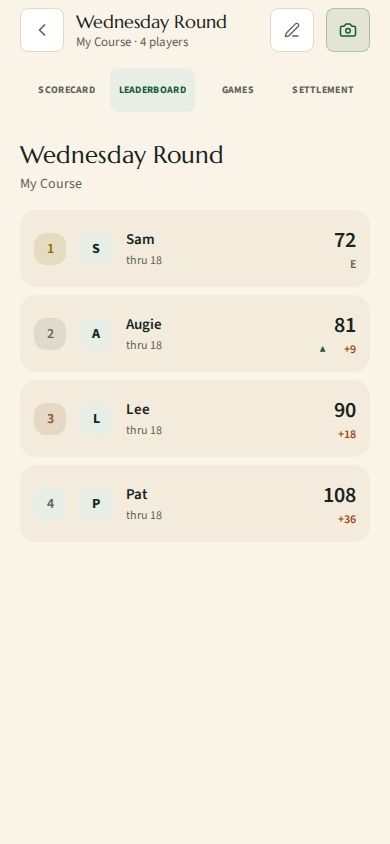 Wednesday Round
My Course · 4 players
SCORECARD LEADERBOARD GAMES SETTLEMENT
Wednesday Round
My Course
1 S Sam 72
thru 18 E
2 A Augie 81
thru 18 ▲ +9
3 L Lee 90
thru 18 +18
4 P Pat 108
thru 18 +36